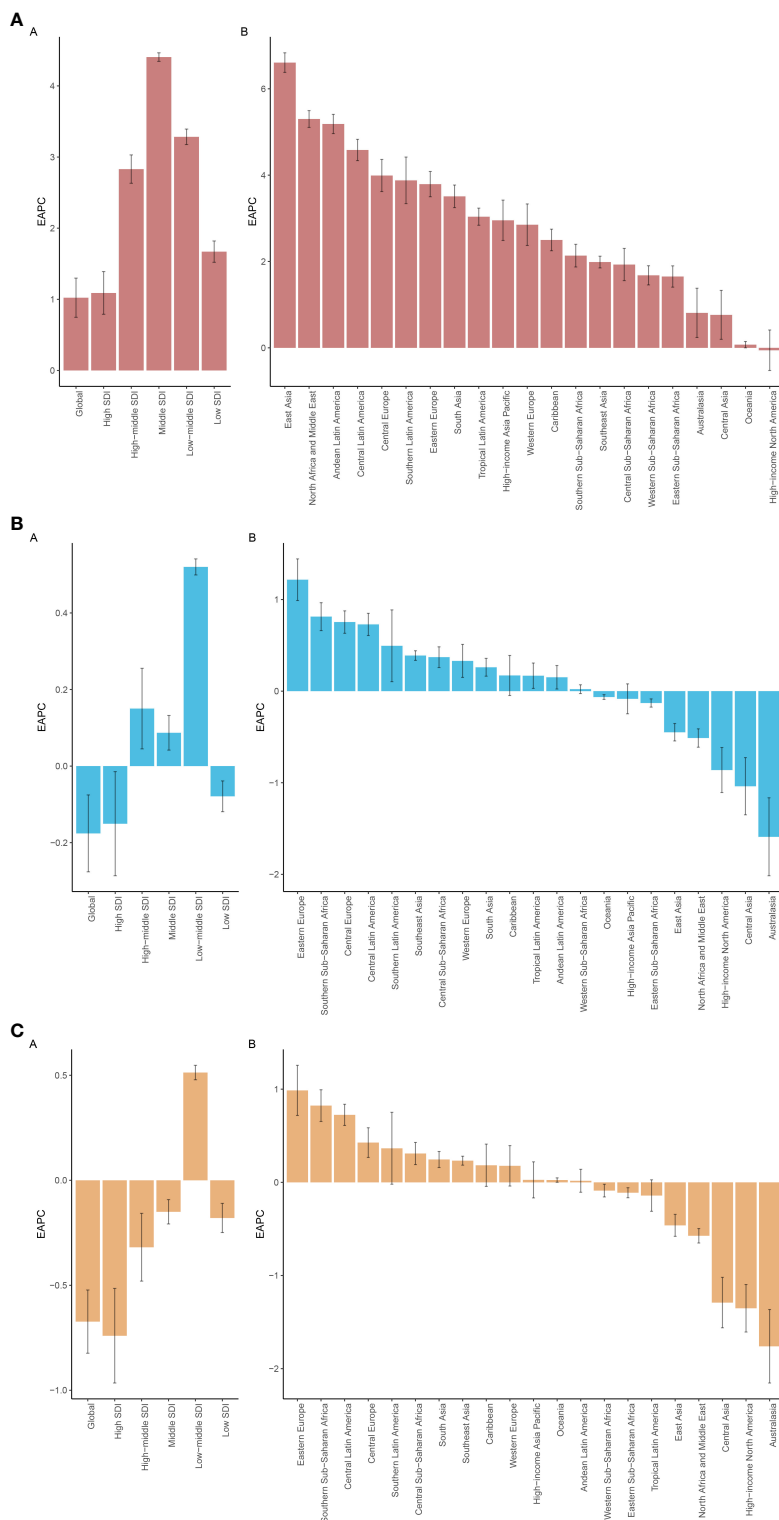 A
A
B
EAPC
4
3
2
1
0
Global
High SDI
High−middle SDI
Middle SDI
Low−middle SDI
Low SDI
EAPC
6
4
2
0
East Asia
North Africa and Middle East
Andean Latin America
Central Latin America
Central Europe
Southern Latin America
Eastern Europe
South Asia
Tropical Latin America
High−income Asia Pacific
Western Europe
Caribbean
Southern Sub−Saharan Africa
Southeast Asia
Central Sub−Saharan Africa
Western Sub−Saharan Africa
Eastern Sub−Saharan Africa
Australasia
Central Asia
Oceania
High−income North America
B
A
B
EAPC
0.4
0.2
0.0
−0.2
Global
High SDI
High−middle SDI
Middle SDI
Low−middle SDI
Low SDI
EAPC
1
0
−1
−2
Eastern Europe
Southern Sub−Saharan Africa
Central Europe
Central Latin America
Southern Latin America
Southeast Asia
Central Sub−Saharan Africa
Western Europe
South Asia
Caribbean
Tropical Latin America
Andean Latin America
Western Sub−Saharan Africa
Oceania
High−income Asia Pacific
Eastern Sub−Saharan Africa
East Asia
North Africa and Middle East
High−income North America
Central Asia
Australasia
C
A
B
EAPC
0.5
0.0
−0.5
−1.0
Global
High SDI
High−middle SDI
Middle SDI
Low−middle SDI
Low SDI
EAPC
1
0
−1
−2
Eastern Europe
Southern Sub−Saharan Africa
Central Latin America
Central Europe
Southern Latin America
Central Sub−Saharan Africa
South Asia
Southeast Asia
Caribbean
Western Europe
High−income Asia Pacific
Oceania
Andean Latin America
Western Sub−Saharan Africa
Eastern Sub−Saharan Africa
Tropical Latin America
East Asia
North Africa and Middle East
Central Asia
High−income North America
Australasia